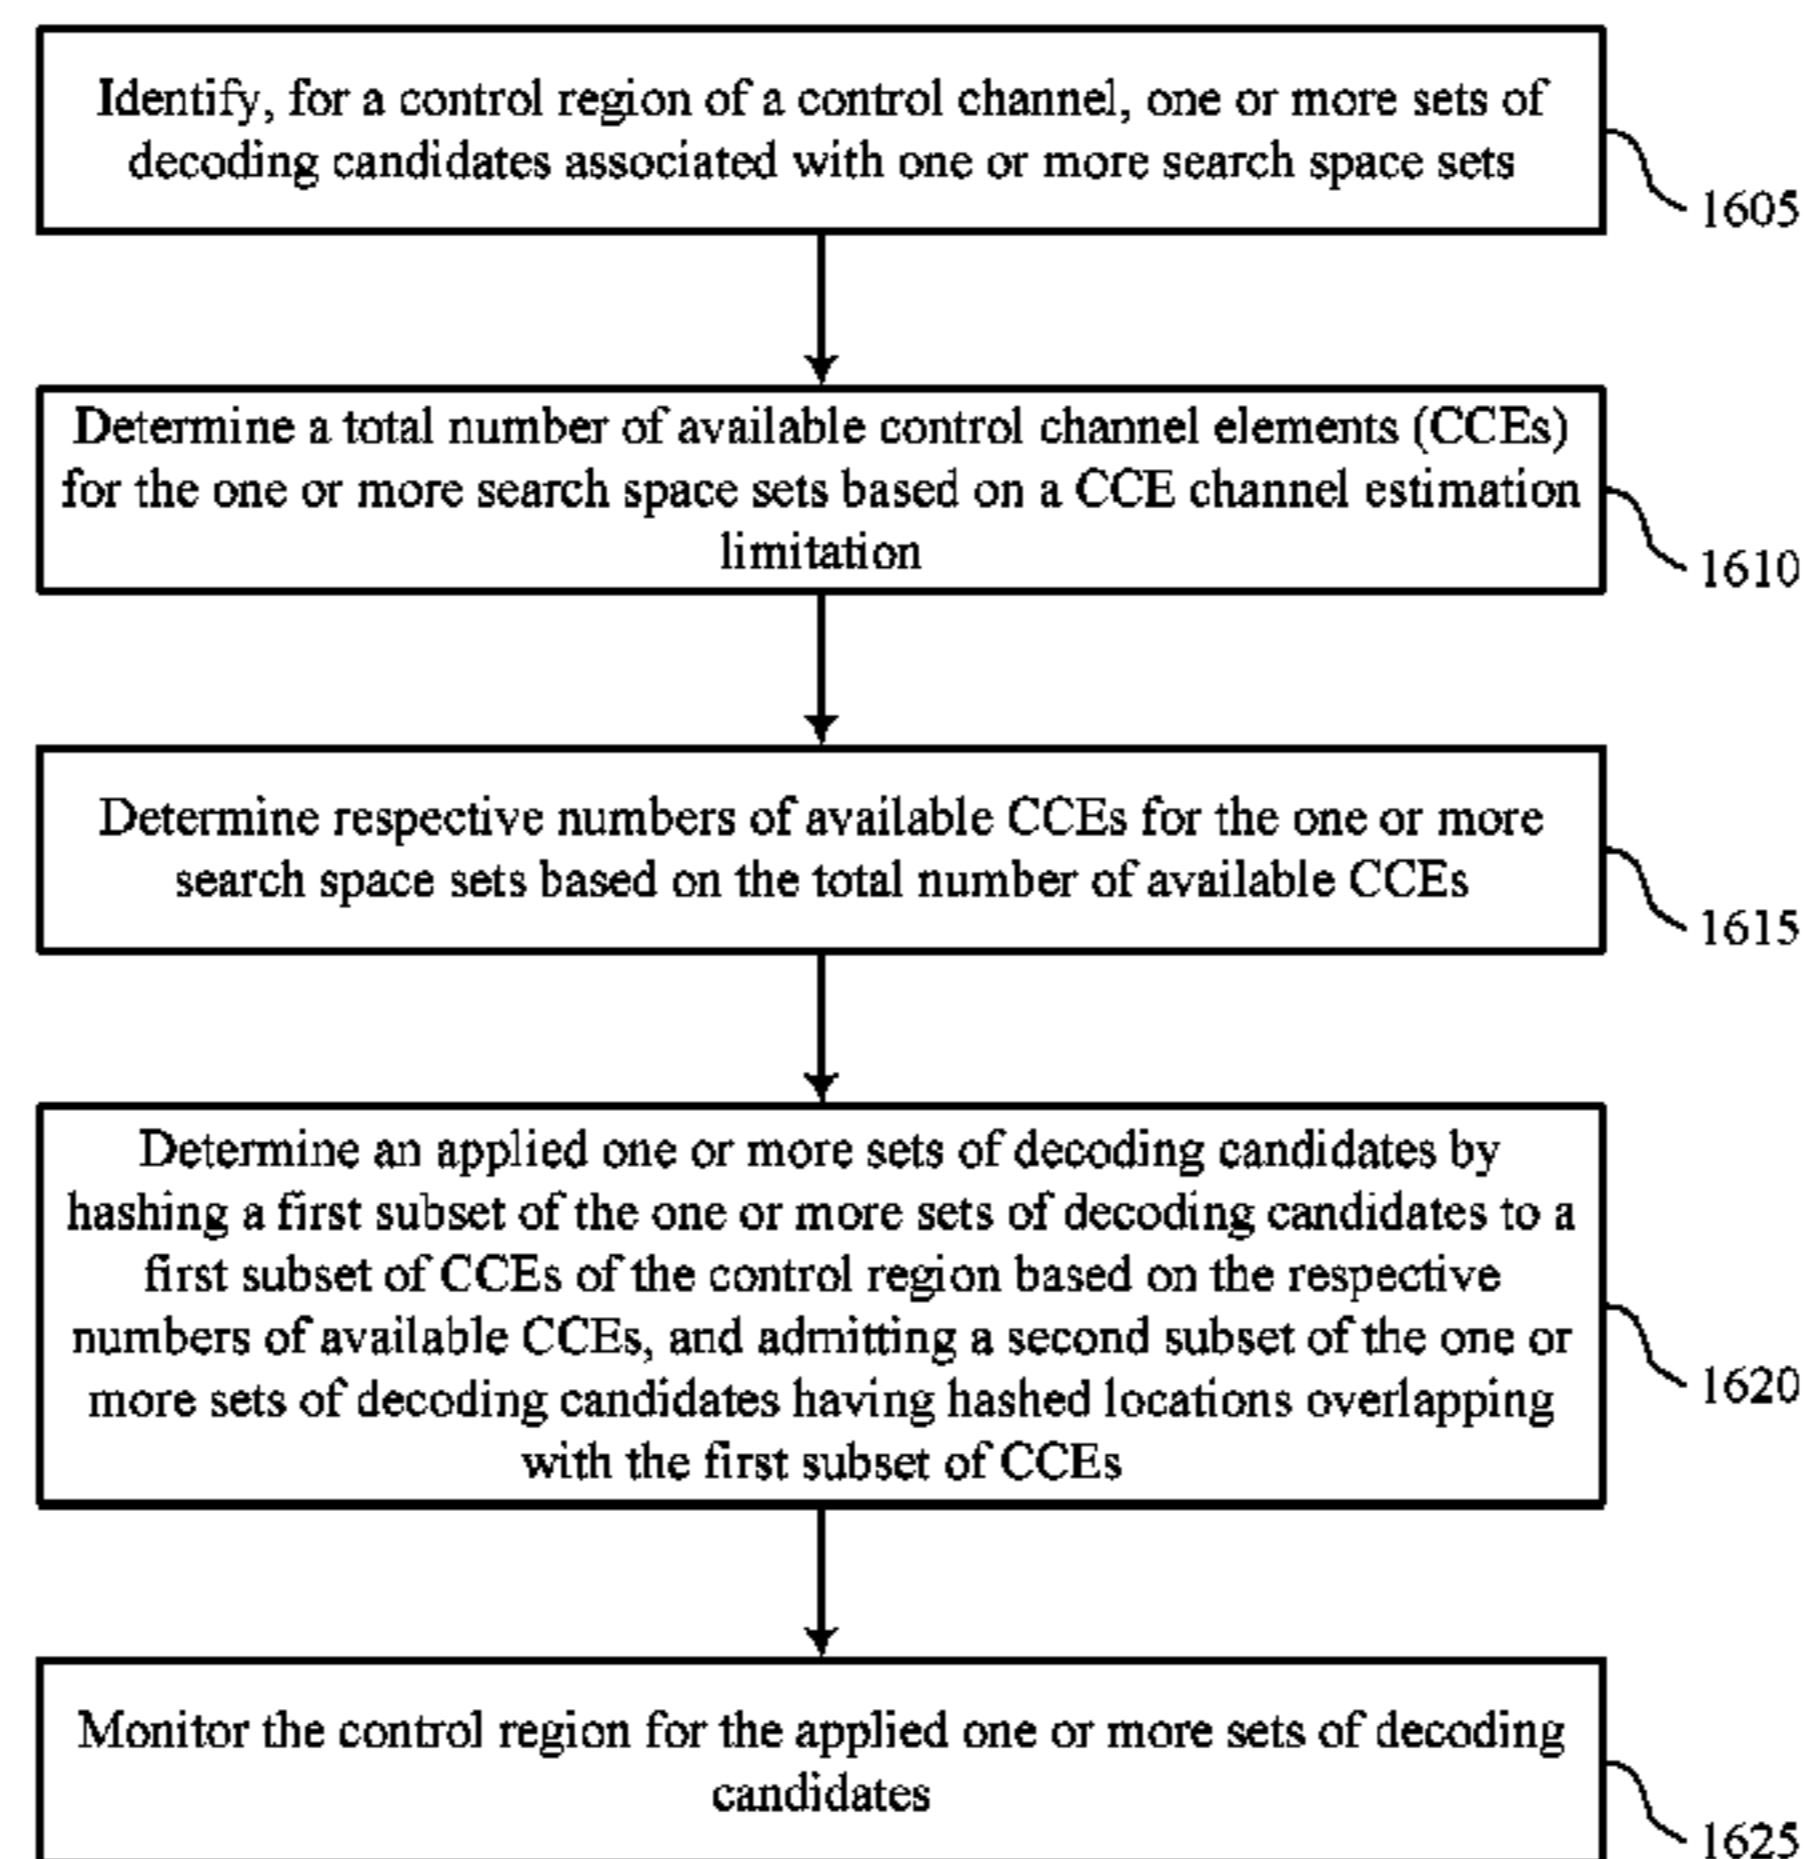 Identify, for a control region of a control channel, one or more sets of
decoding candidates associated with one or more search space sets
1605
Determine a total number of available control channel elements (CCEs)
for the one or more search space sets based on a CCE channel estimation
limitation
1610
Determine respective numbers of available CCEs for the one or more
search space sets based on the total number of available CCEs
1615
Determine an applied one or more sets of decoding candidates by
hashing a first subset of the one or more sets of decoding candidates to a
first subset of CCEs of the control region based on the respective
numbers of available CCEs, and admitting a second subset of the one or
more sets of decoding candidates having hashed locations overlapping
with the first subset of CCEs
1620
Monitor the control region for the applied one or more sets of decoding
candidates
1625